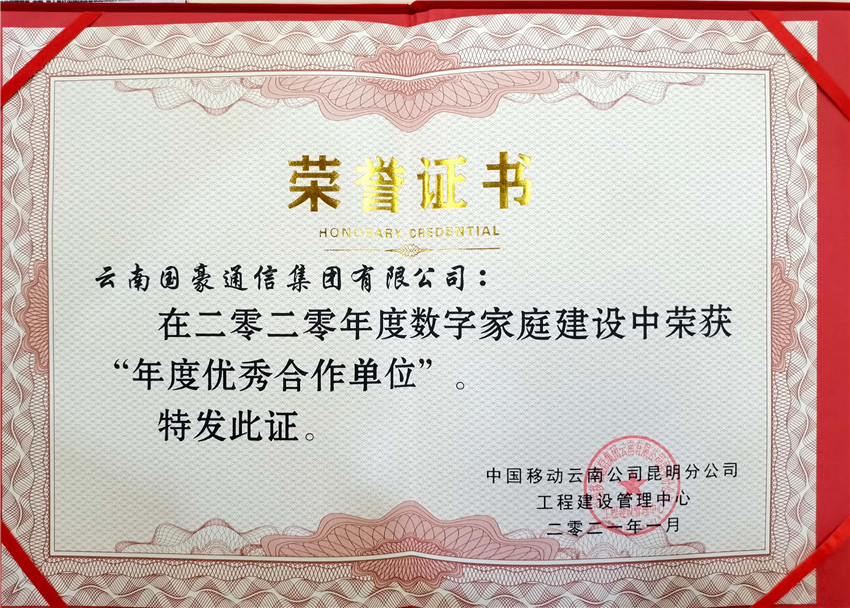 荣誉证书
HONORARY CREDENTIAL
云南国豪通信集团有限公司：
在二零二零年度数字家庭建设中荣获
“年度优秀合作单位”。
特发此证。
中国移动云南公司昆明分公司
工程建设管理中心
二零二一年一月